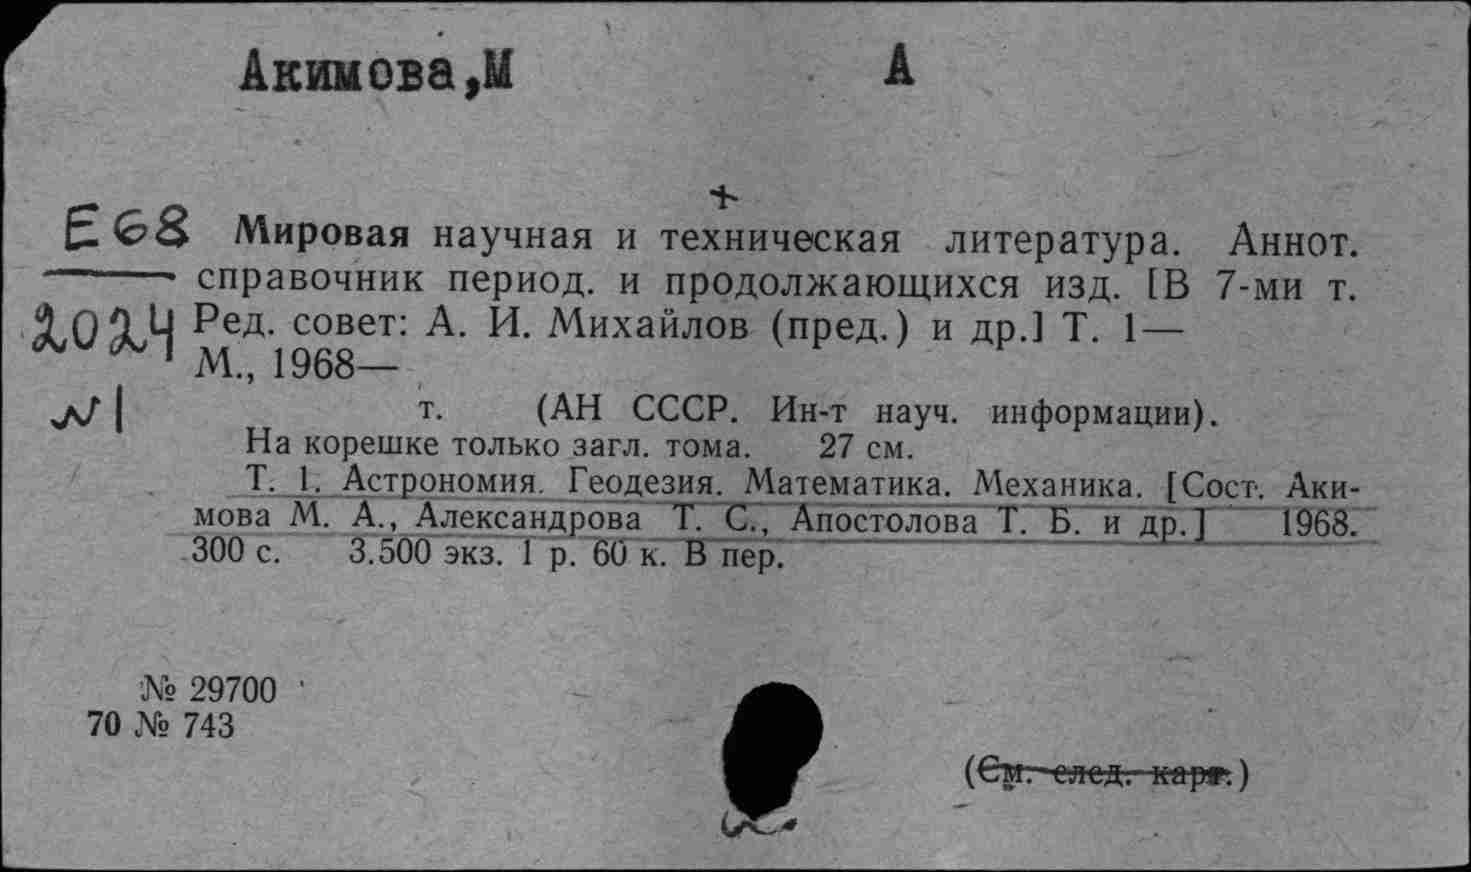 Акимова,М А
+
Е68 Мировая научная и техническая литература. Аннот.
справочник период. и продолжающихся изд. [В 7-ми т.
2024 Ред. совет: А. И. Михайлов (пред.) и др.] Т. 1—
М., 1968—
№1 т. (АН СССР. Ин-т науч. информации).
На корешке только загл. тома. 27 см.
Т. 1. Астрономия. Геодезия. Математика. Механика. [Сост. Аки-
мова М. А., Александрова Т. С., Апостолова Т. Б. и др.] 1968.
300 с. 3.500 экз. 1 р. 60 к. В пер.
№ 29700
70 № 743
(См. след. карт.)